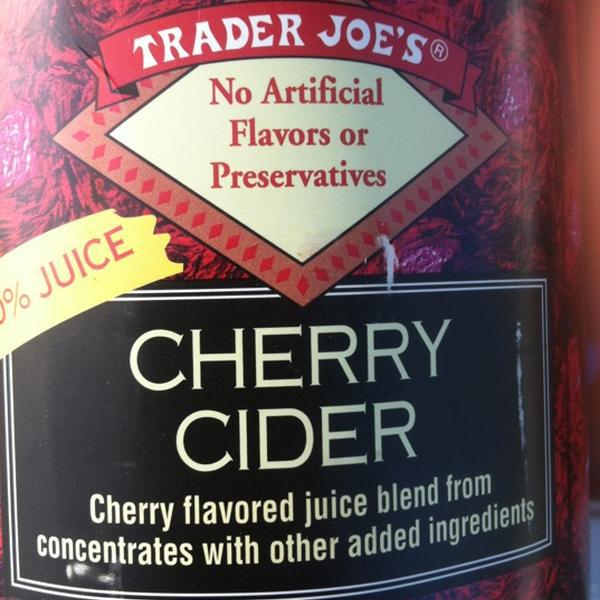 TRADER JOE'S®
No Artificial
Flavors or
Preservatives
0% JUICE
CHERRY
CIDER
Cherry flavored juice blend from
concentrates with other added ingredients